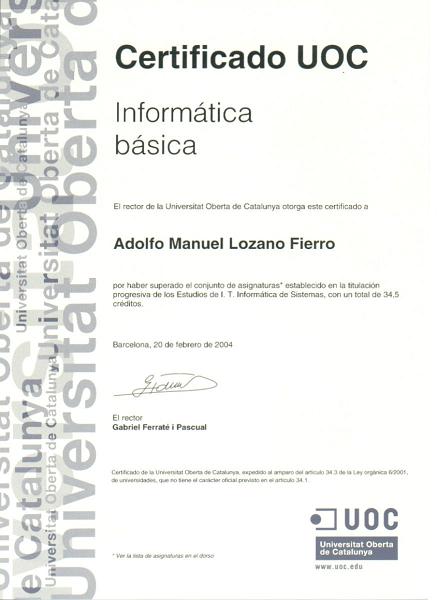 Certificado UOC
Informática
básica
El rector de la Universitat Oberta de Catalunya otorga este certificado a
Adolfo Manuel Lozano Fierro
por haber superado el conjunto de asignaturas* establecido en la titulación
progresiva de los Estudios de I. T. Informática de Sistemas, con un total de 34,5
créditos.
Barcelona, 20 de febrero de 2004
El rector
Gabriel Ferraté i Pascual
Certificado de la Universitat Oberta de Catalunya, expedido al amparo del artículo 34.3 de la Ley orgánica 6/2001,
de universidades, que no tiene el carácter oficial previsto en el artículo 34.1.
UOC
Universitat Oberta
de Catalunya
www.uoc.edu
* Ver la lista de asignaturas en el dorso
Universitat Oberta de Catalunya
Universitat Oberta de Catalunya
Universitat Oberta d
e Catalunya